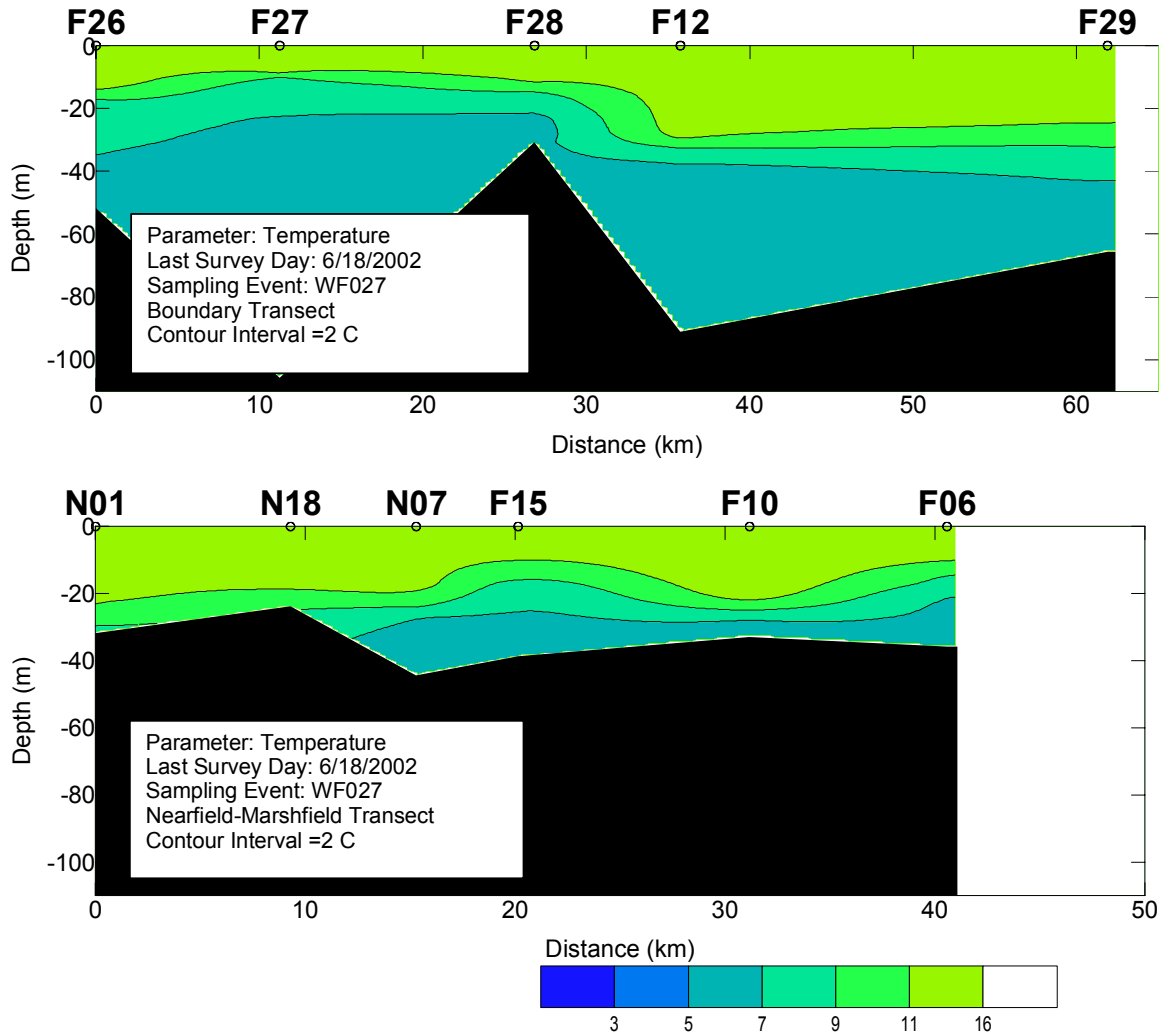 F26 F27 F28 F12 F29
0
-20
-40
-60
-80
-100
Depth (m)
Parameter: Temperature
Last Survey Day: 6/18/2002
Sampling Event: WF027
Boundary Transect
Contour Interval =2 C
0 10 20 30 40 50 60
Distance (km)
N01 N18 N07 F15 F10 F06
0
-20
-40
-60
-80
-100
Depth (m)
Parameter: Temperature
Last Survey Day: 6/18/2002
Sampling Event: WF027
Nearfield-Marshfield Transect
Contour Interval =2 C
0 10 20 30 40 50
Distance (km)
3 5 7 9 11 16